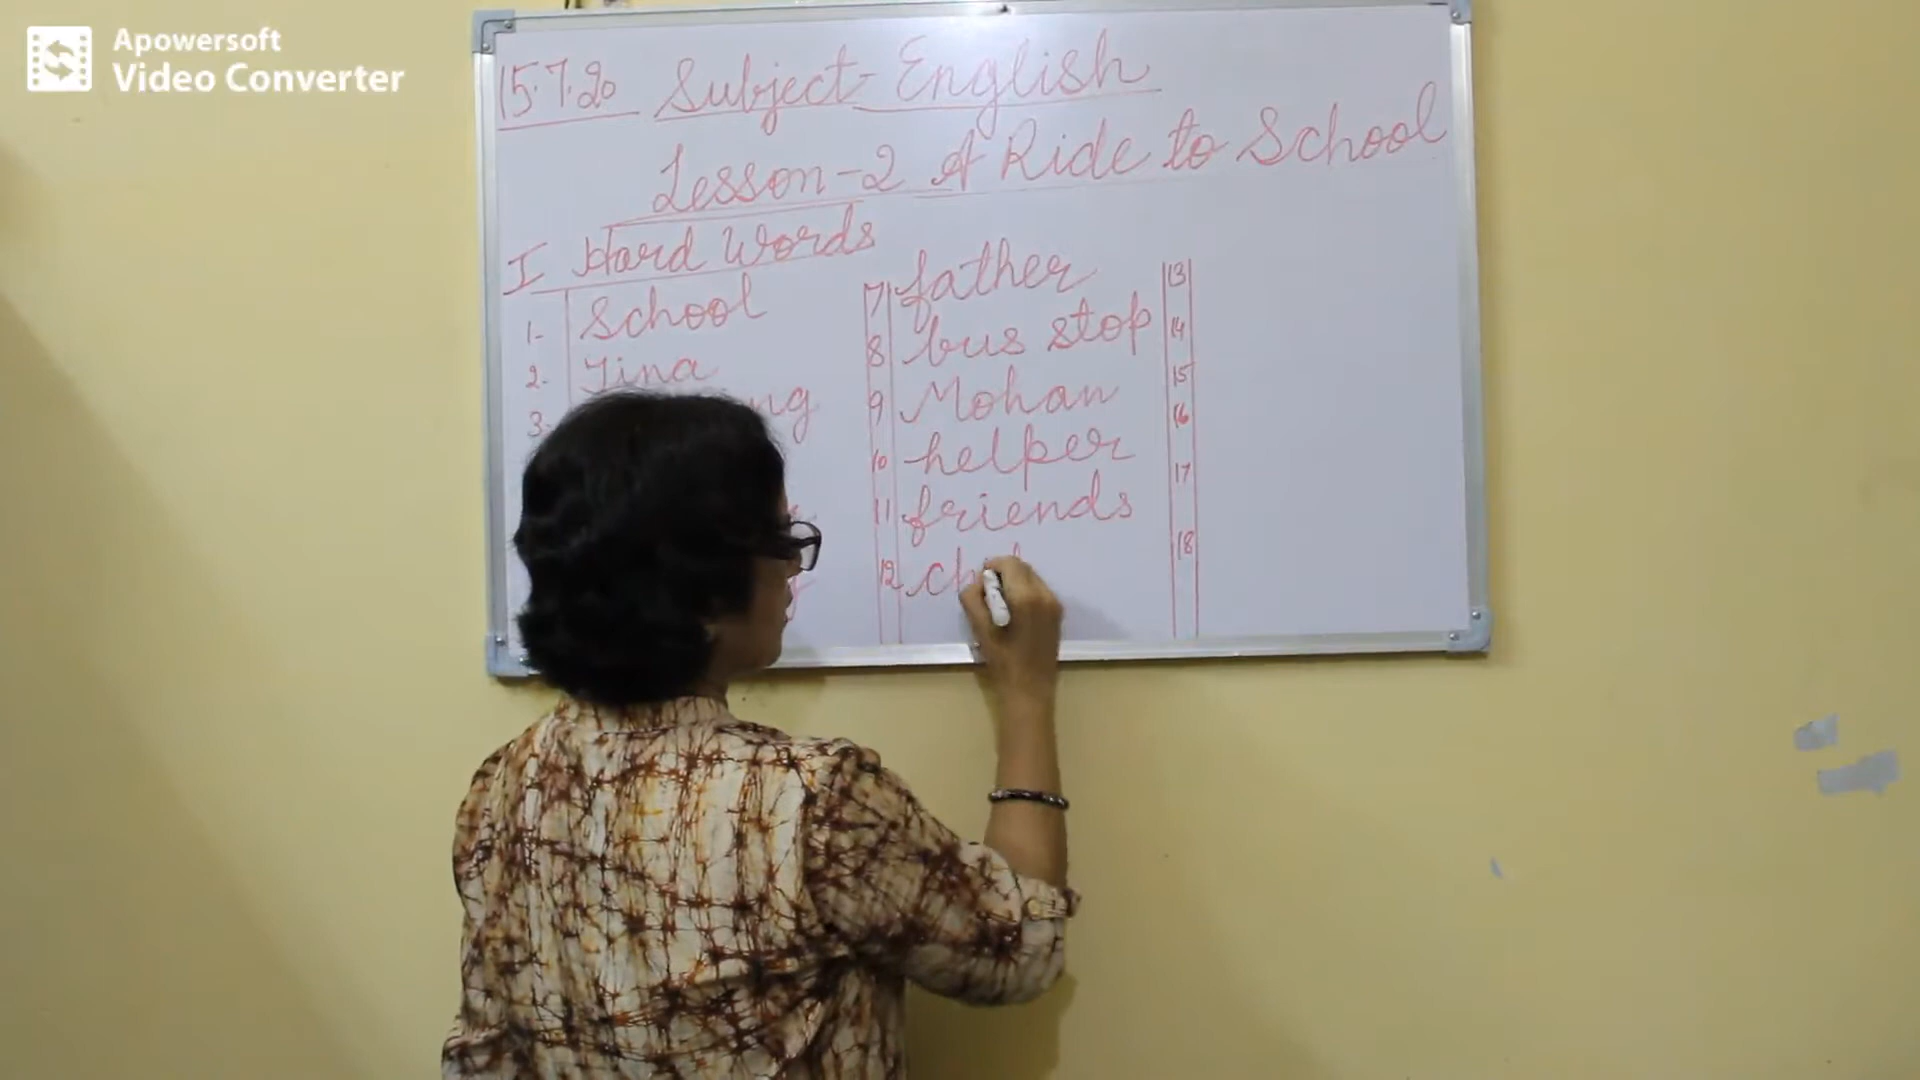 Apowersoft
Video Converter
15.7.20 Subject- English
Lesson-2 A Ride to School
I Hard Words
1- School
2- Tina
3-
7 father
8 bus stop
9 Mohan
10 helper
11 friends
12
13
14
15
16
17
18